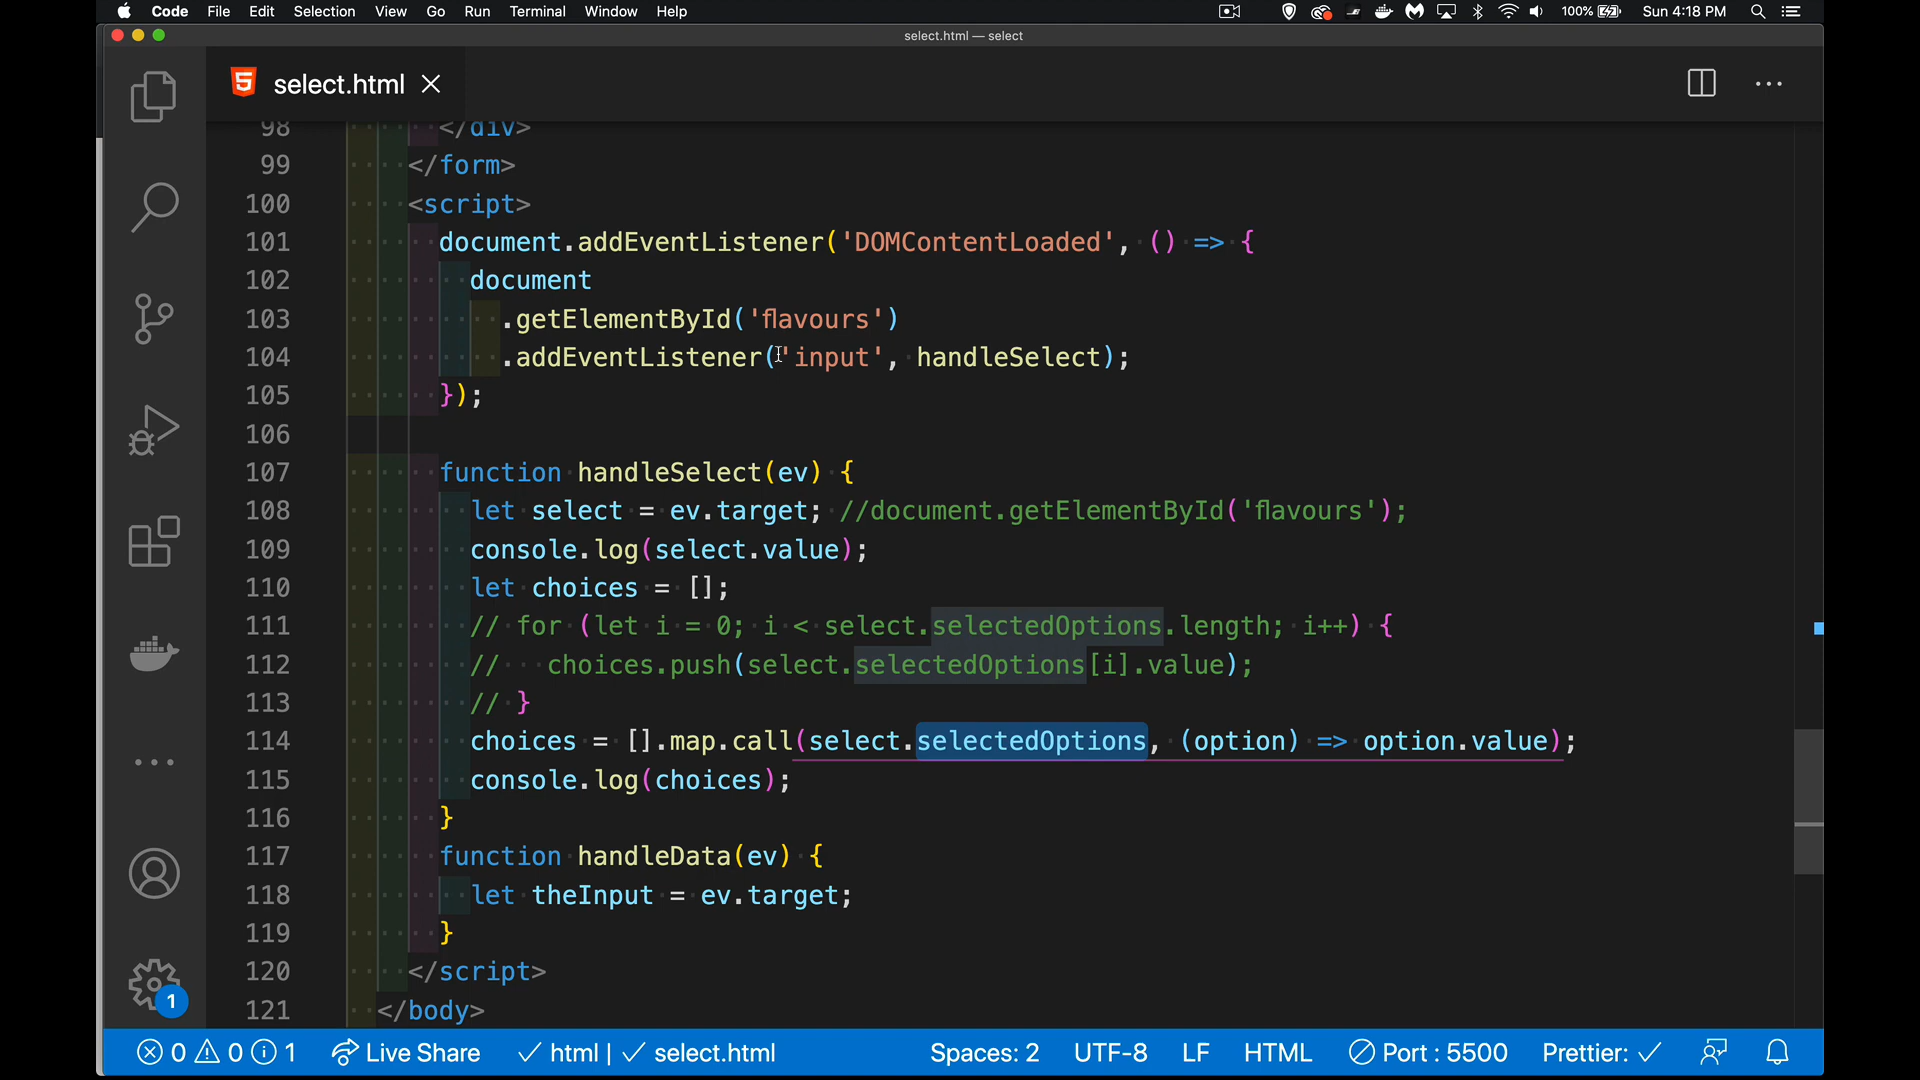 Code File Edit Selection View Go Run Terminal Window Help 100% Sun 4:18 PM
select.html — select
5 select.html
98 </div>
99 </form>
100 <script>
101 document.addEventListener('DOMContentLoaded', () => {
102 document
103 .getElementById('flavours')
104 .addEventListener('input', handleSelect);
105 });
106
107 function handleSelect(ev) {
108 let select = ev.target; //document.getElementById('flavours');
109 console.log(select.value);
110 let choices = [];
111 // for (let i = 0; i < select.selectedOptions.length; i++) {
112 //   choices.push(select.selectedOptions[i].value);
113 // }
114 choices = [].map.call(select.selectedOptions, (option) => option.value);
115 console.log(choices);
116 }
117 function handleData(ev) {
118 let theInput = ev.target;
119 }
120 </script>
121 </body>
1
0 0 1 Live Share html | select.html Spaces: 2 UTF-8 LF HTML Port : 5500 Prettier: